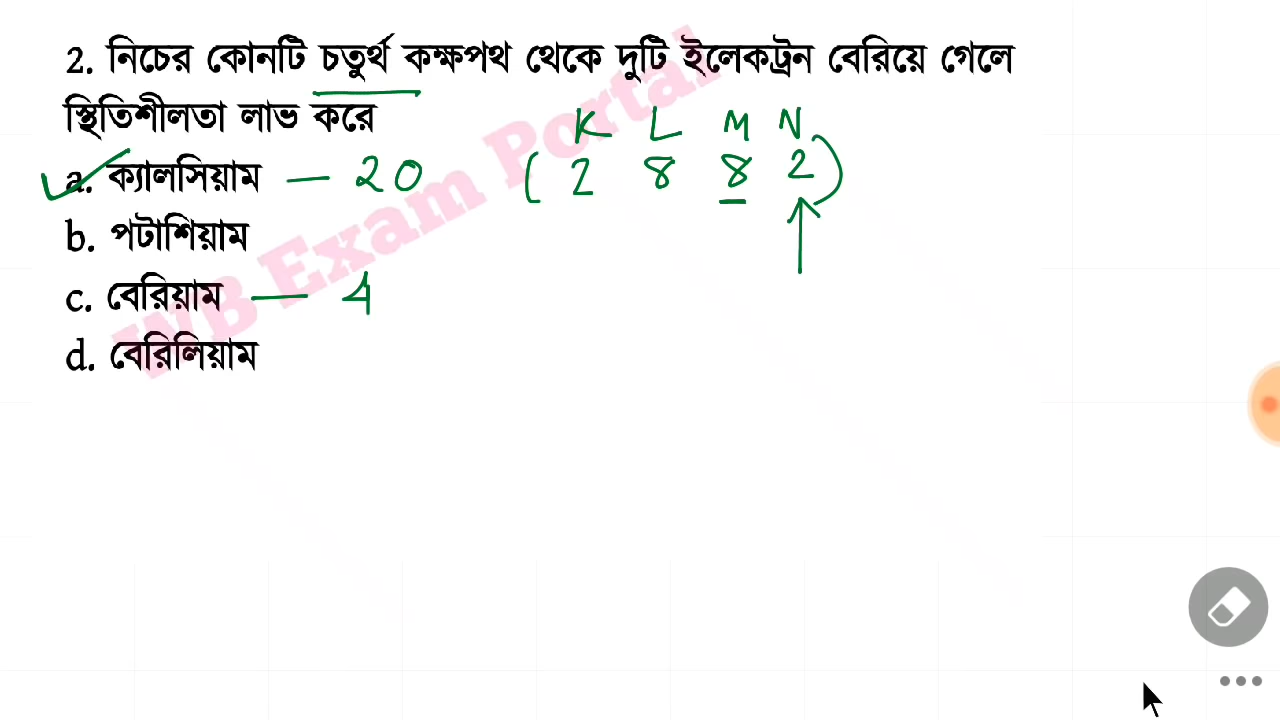 2. নিচের কোনটি চতুর্থ কক্ষপথ থেকে দুটি ইলেকট্রন বেরিয়ে গেলে
স্থিতিশীলতা লাভ করে
K L M N
a. ক্যালসিয়াম — 20 ( 2 8 8 2 )
b. পটাশিয়াম
c. বেরিয়াম — 4
d. বেরিলিয়াম
WB Exam Portal